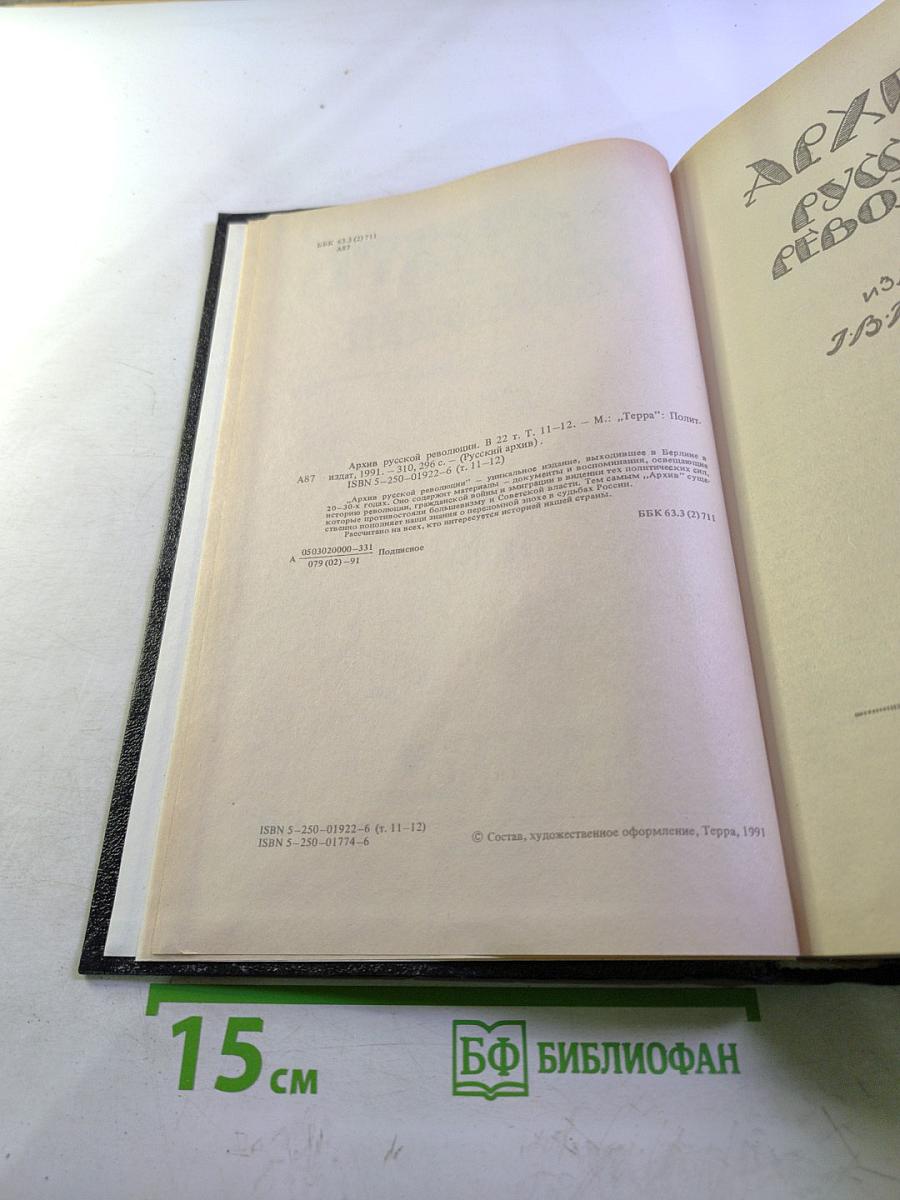 ББК 63.3(2)711
А87
Архив русской революции. В 22 т. Т. 11—12. — М.: „Терра": Полит.
А87 издат, 1991. — 310, 296 с. — (Русский архив).
ISBN 5—250—01922—6 (т. 11—12)
„Архив русской революции" — уникальное издание, выходившее в Берлине в
20—30-х годах. Оно содержит материалы — документы и воспоминания, освещающие
историю революции, гражданской войны и эмиграции в видении тех политических сил,
которые противостояли большевизму и Советской власти. Тем самым „Архив" суще-
ственно пополняет наши знания о переломной эпохе в судьбах России.
Рассчитано на всех, кто интересуется историей нашей страны.
ББК 63.3(2)711
А 0503020000—331 Подписное
079(02)—91
ISBN 5—250—01922—6 (т. 11—12)
ISBN 5—250—01774—6
© Состав, художественное оформление, Терра, 1991
АРХИ
РУСС
РЕВОЛ
ИЗ
І.В.
15 см
БФ БИБЛИОФАН